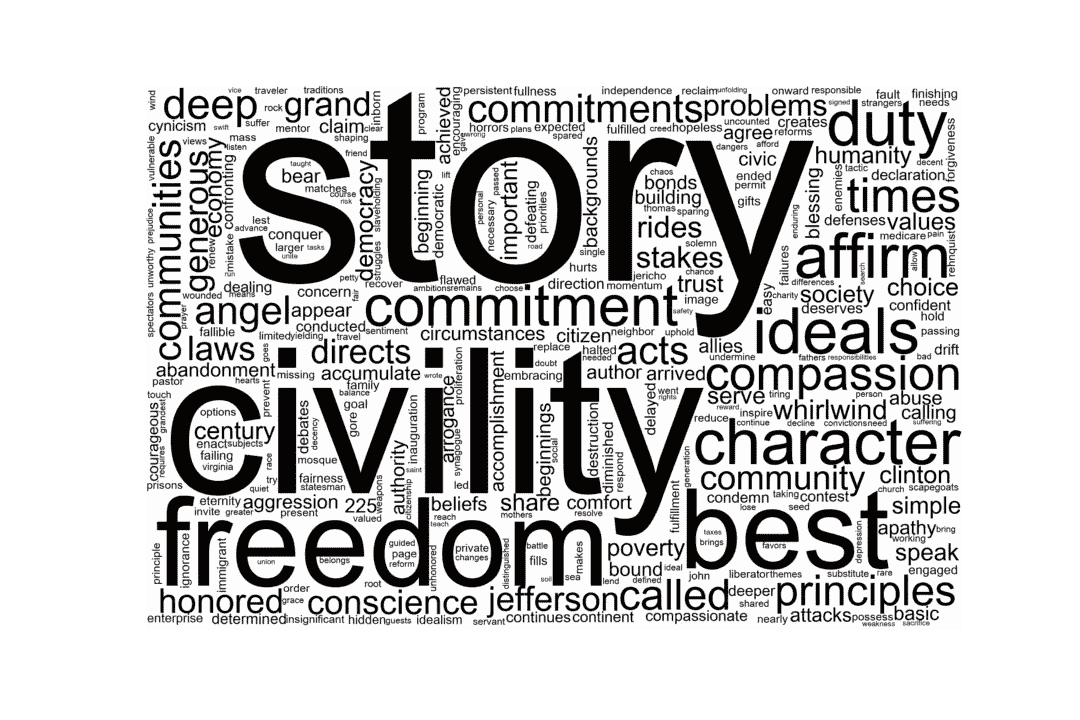 story
civility
freedom
best
commitment
ideals
character
compassion
affirm
duty
times
principles
called
communities
generous
deep
grand
commitments
problems
angel
conscience
jefferson
honored
democracy
economy
laws
directs
acts
rides
stakes
trust
bear
important
beginning
democratic
achieved
encouraging
program
inborn
claim
clear
traveler
traditions
vice
rock
suffer
cynicism
swift
mentor
shaping
mass
listen
views
wind
vulnerable
persistent
fullness
independence
reclaim
unfolding
onward
responsible
fault
finishing
signed
strangers
needs
horrors
plans
expected
spared
fulfilled
creed
hopeless
uncounted
creates
agree
reforms
dangers
afford
civic
humanity
decent
forgiveness
tactic
enemies
declaration
ended
permit
gifts
blessing
enduring
defenses
values
medicare
pain
rehnquist
allow
search
failures
differences
chaos
bonds
building
thomas
sparing
solemn
jericho
chance
image
safety
momentum
direction
hurts
single
backgrounds
priorities
defeating
road
passed
necessary
personal
lift
wrong
taught
friend
matches
course
risk
slaveholding
struggles
conquer
larger
tasks
unite
lest
advance
confronting
mistake
renew
prejudice
unworthy
spectators
wounded
means
prayer
dealing
concern
petty
fair
recover
flawed
ambitions
remains
choose
appear
conducted
sentiment
circumstances
citizen
neighbor
uphold
fallible
limited
yielding
travel
replace
halted
needed
doubt
embracing
author
arrived
allies
undermine
easy
charity
society
deserves
choice
confident
hold
passing
fathers
responsibilities
bad
drift
abandonment
goes
missing
accumulate
wrote
pastor
hearts
prevent
family
balance
goal
gore
touch
grandest
courageous
requires
prisons
options
century
enact
subjects
failing
virginia
race
try
quiet
debates
decency
mosque
fairness
statesman
weapons
inauguration
saint
authority
citizenship
arrogance
proliferation
synagogue
led
accomplishment
beginnings
social
destruction
diminished
respond
delayed
went
rights
serve
tiring
person
abuse
reward
reduce
inspire
continue
whirlwind
decline
convictions
need
calling
suffering
community
clinton
church
scapegoats
condemn
taking
contest
lose
seed
simple
generation
fulfillment
eternity
invite
greater
aggression
present
225
valued
beliefs
reach
teach
share
mothers
comfort
resolve
principle
ignorance
immigrant
union
belongs
guided
page
reform
unhonored
private
changes
distinguished
battle
fills
soil
sea
makes
poverty
bound
lend
defined
ideal
taxes
brings
favors
depression
apathy
bring
working
speak
engaged
john
liberator
themes
substitute
rare
deeper
shared
order
grace
root
enterprise
determined
insignificant
hidden
guests
idealism
servant
continues
continent
compassionate
nearly
attacks
possess
weakness
basic
sacrifice